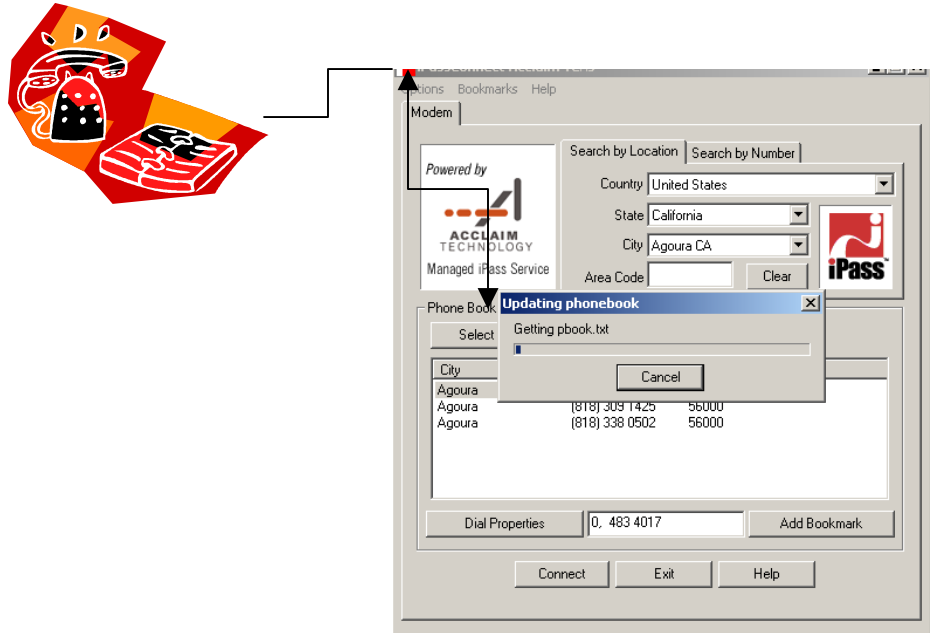 Options Bookmarks Help
Modem
Powered by
ACCLAIM
TECHNOLOGY
Managed iPass Service
Search by Location Search by Number
Country United States
State California
City Agoura CA
Area Code Clear
iPass™
Phone Book
Select
Updating phonebook
Getting pbook.txt
Cancel
City
Agoura
Agoura (818) 309 1425 56000
Agoura (818) 338 0502 56000
Dial Properties 0, 483 4017 Add Bookmark
Connect Exit Help